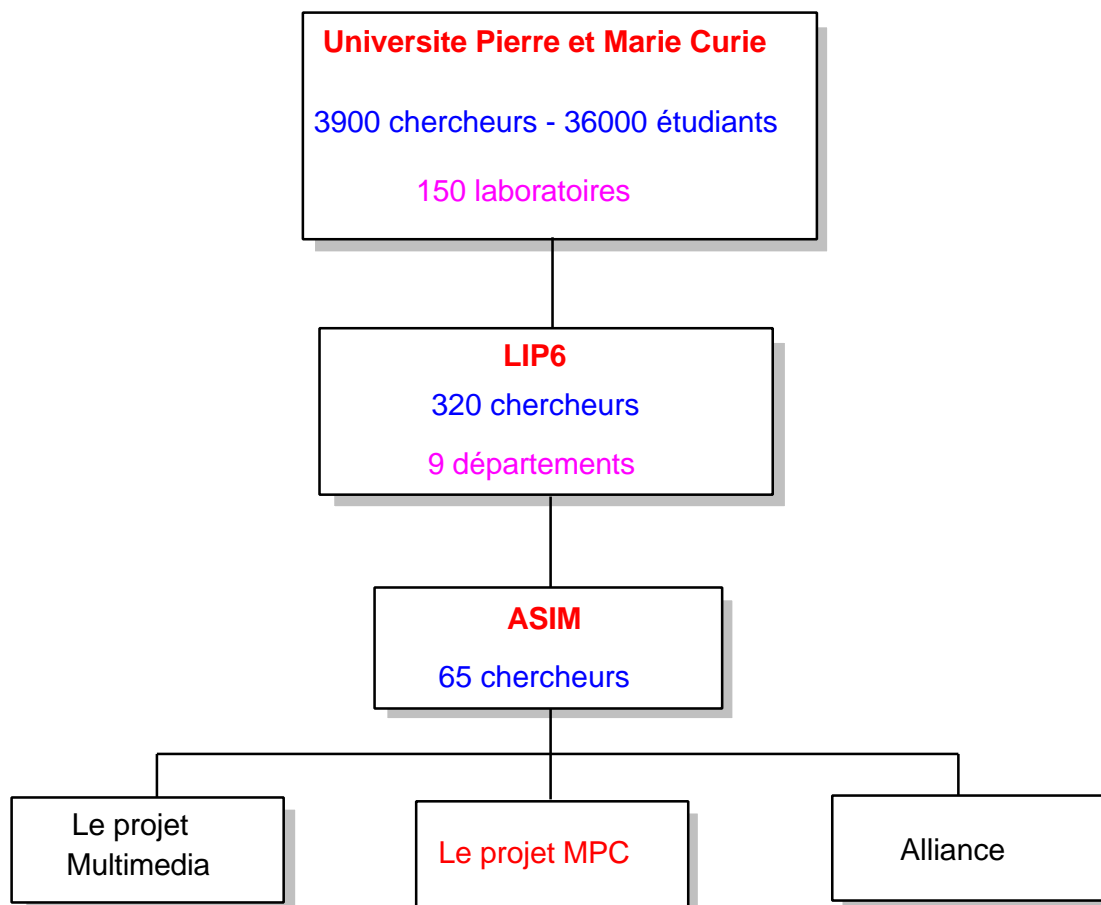 Universite Pierre et Marie Curie
3900 chercheurs - 36000 étudiants
150 laboratoires
LIP6
320 chercheurs
9 départements
ASIM
65 chercheurs
Le projet
Multimedia
Le projet MPC
Alliance